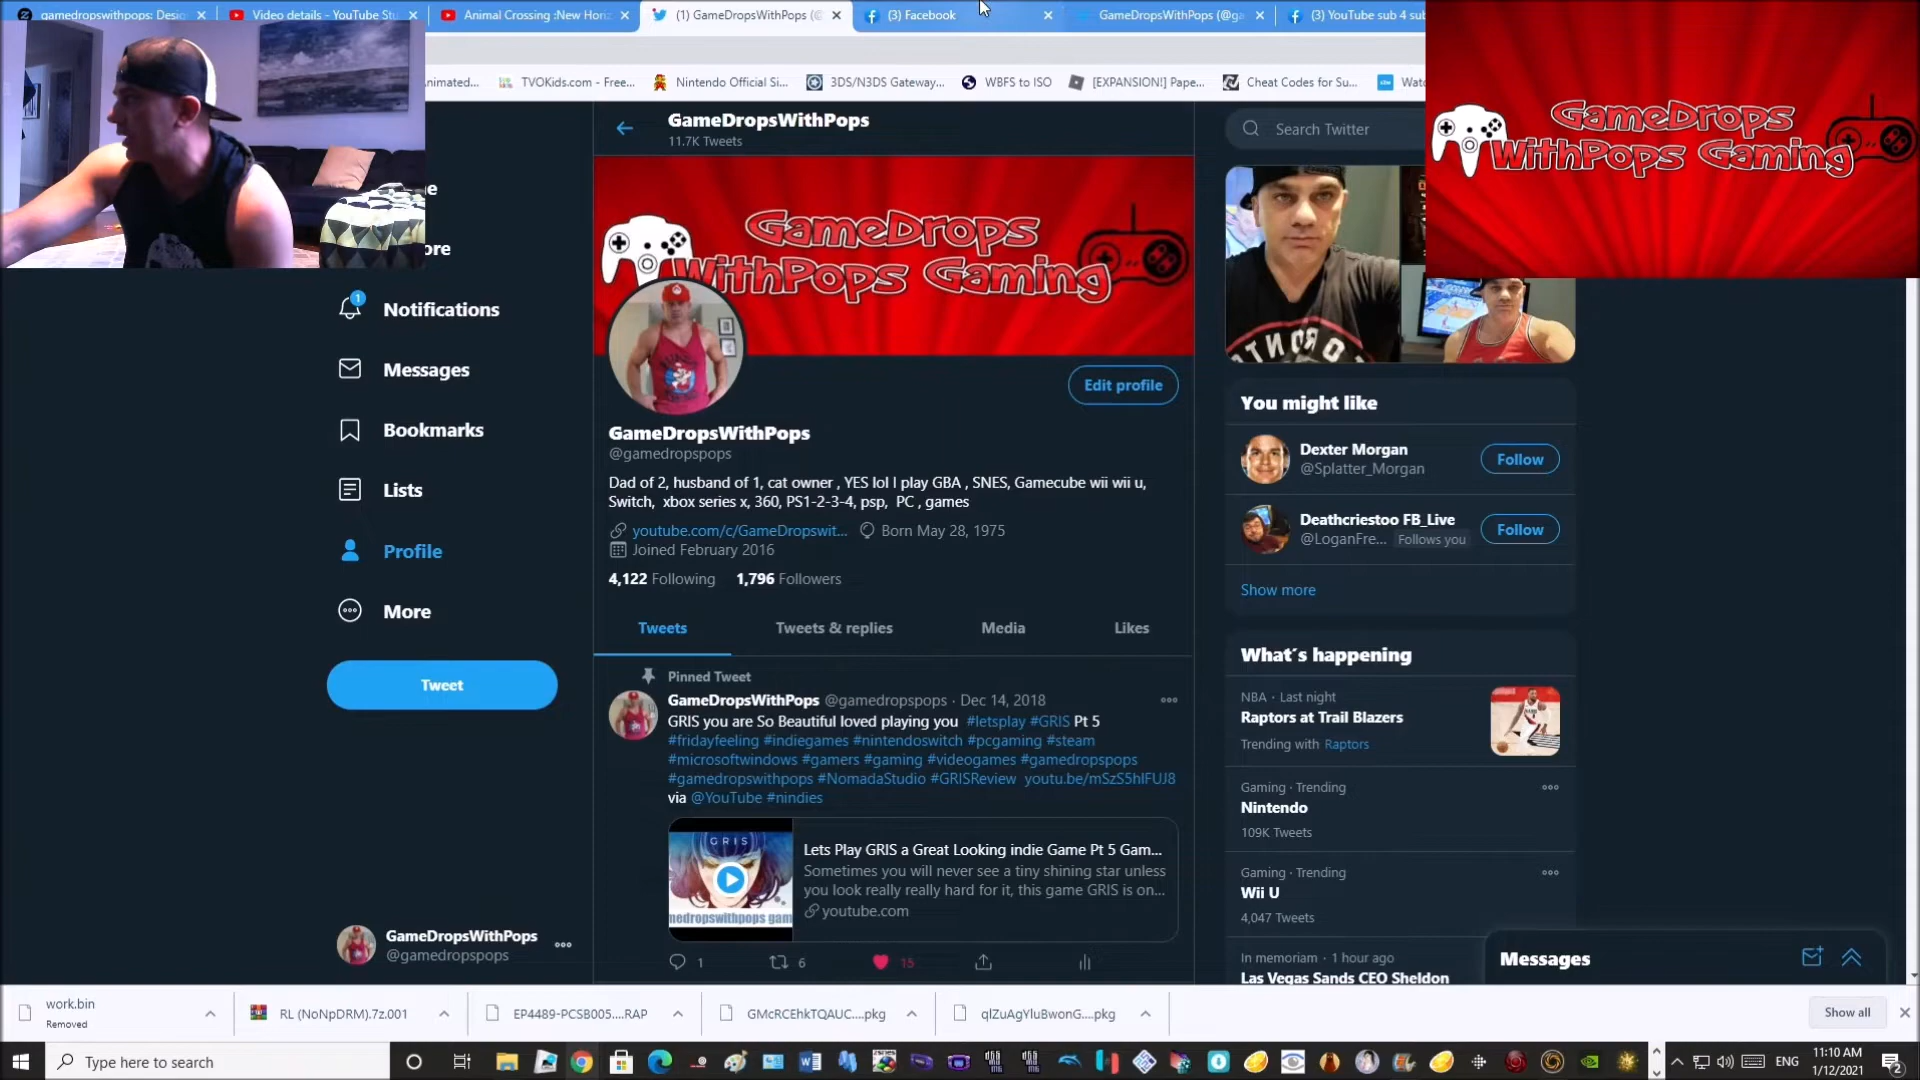 gamedropswithpops: Desig
Video details - YouTube Stu
Animal Crossing :New Horiz
(1) GameDropsWithPops (@
(3) Facebook
GameDropsWithPops (@ga
(3) YouTube sub 4 sub
nimated...
TVOKids.com - Free...
Nintendo Official Si...
3DS/N3DS Gateway...
WBFS to ISO
[EXPANSION!] Pape...
Cheat Codes for Su...
Watc
GameDrops
WithPops Gaming
GameDropsWithPops
11.7K Tweets
Search Twitter
GameDrops
WithPops Gaming
Notifications
1
Messages
Bookmarks
Lists
Profile
More
Tweet
Edit profile
GameDropsWithPops
@gamedropspops
Dad of 2, husband of 1, cat owner , YES lol I play GBA , SNES, Gamecube wii wii u,
Switch, xbox series x, 360, PS1-2-3-4, psp, PC , games
youtube.com/c/GameDropswit... Born May 28, 1975
Joined February 2016
4,122 Following 1,796 Followers
Tweets
Tweets & replies
Media
Likes
Pinned Tweet
GameDropsWithPops @gamedropspops · Dec 14, 2018
GRIS you are So Beautiful loved playing you #letsplay #GRIS Pt 5
#fridayfeeling #indiegames #nintendoswitch #pcgaming #steam
#microsoftwindows #gamers #gaming #videogames #gamedropspops
#gamedropswithpops #NomadaStudio #GRISReview youtu.be/mSzS5hlFUJ8
via @YouTube #nindies
GRIS
medropswithpops gam
Lets Play GRIS a Great Looking indie Game Pt 5 Gam...
Sometimes you will never see a tiny shining star unless
you look really really hard for it, this game GRIS is on...
youtube.com
1
6
15
You might like
Dexter Morgan
@Splatter_Morgan
Follow
Deathcriestoo FB_Live
@LoganFre... Follows you
Follow
Show more
What's happening
NBA · Last night
Raptors at Trail Blazers
Trending with Raptors
Gaming · Trending
Nintendo
109K Tweets
Gaming · Trending
Wii U
4,047 Tweets
In memoriam · 1 hour ago
Las Vegas Sands CEO Sheldon
Messages
GameDropsWithPops
@gamedropspops
work.bin
Removed
RL (NoNpDRM).7z.001
EP4489-PCSB005....RAP
GMcRCEhkTQAUC....pkg
qlZuAgYluBwonG....pkg
Show all
Type here to search
ENG
11:10 AM
1/12/2021
2